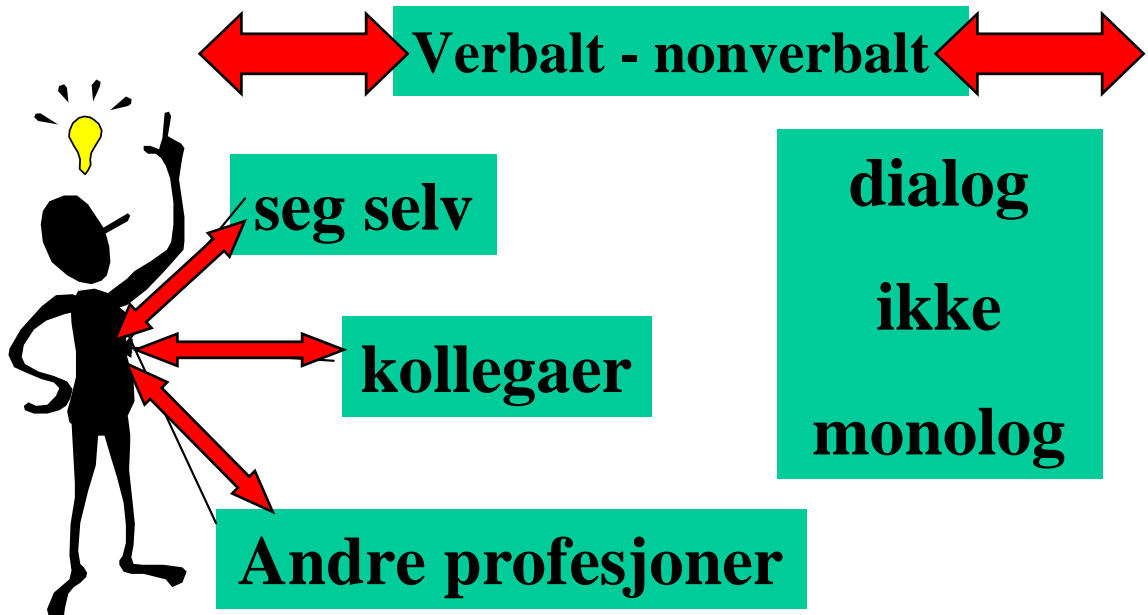 Verbalt - nonverbalt
seg selv
kollegaer
Andre profesjoner
dialog
ikke
monolog